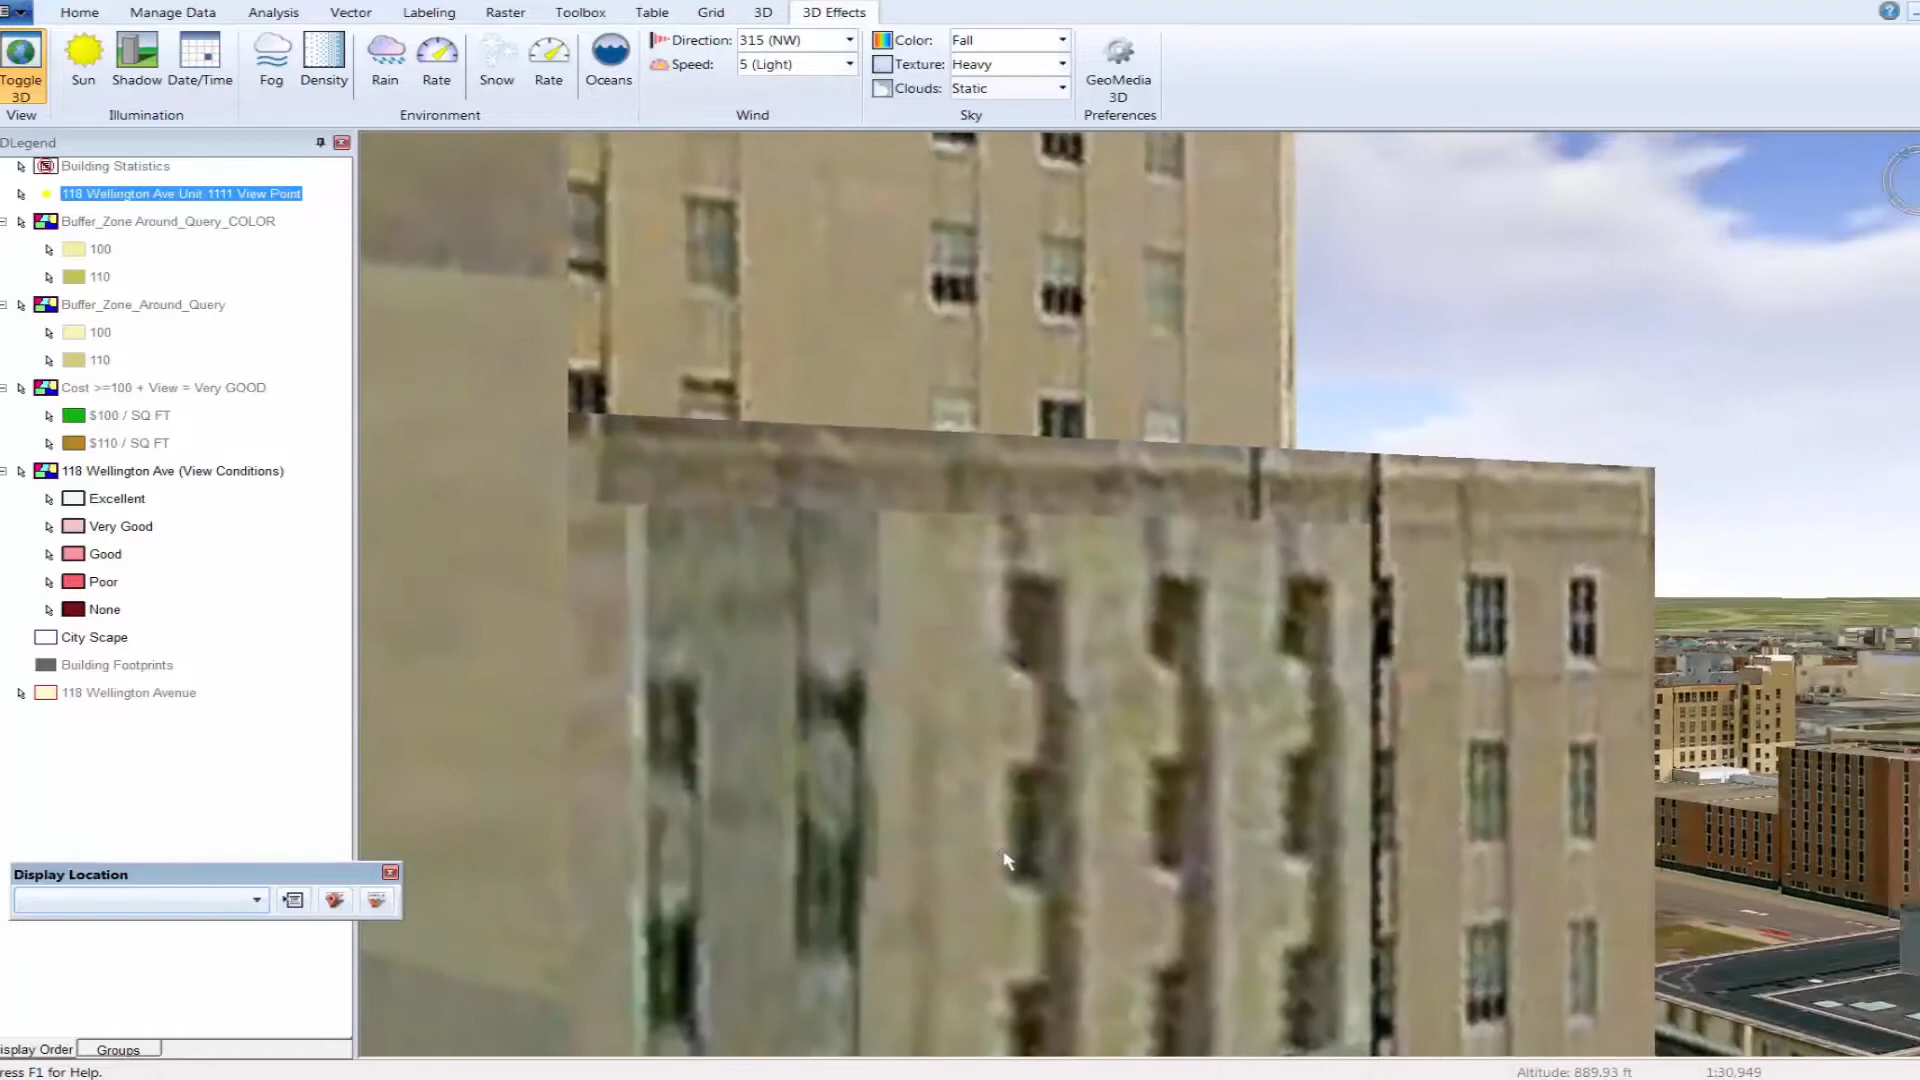 Home Manage Data Analysis Vector Labeling Raster Toolbox Table Grid 3D 3D Effects
Toggle 3D
View
Sun Shadow Date/Time
Illumination
Fog Density Rain Rate Snow Rate Oceans
Environment
Direction: 315 (NW)
Speed: 5 (Light)
Wind
Color: Fall
Texture: Heavy
Clouds: Static
Sky
GeoMedia 3D
Preferences
DLegend
Building Statistics
118 Wellington Ave Unit 1111 View Point
Buffer_Zone Around_Query_COLOR
100
110
Buffer_Zone_Around_Query
100
110
Cost >=100 + View = Very GOOD
$100 / SQ FT
$110 / SQ FT
118 Wellington Ave (View Conditions)
Excellent
Very Good
Good
Poor
None
City Scape
Building Footprints
118 Wellington Avenue
Display Location
isplay Order Groups
ress F1 for Help.
Altitude: 889.93 ft 1:30,949